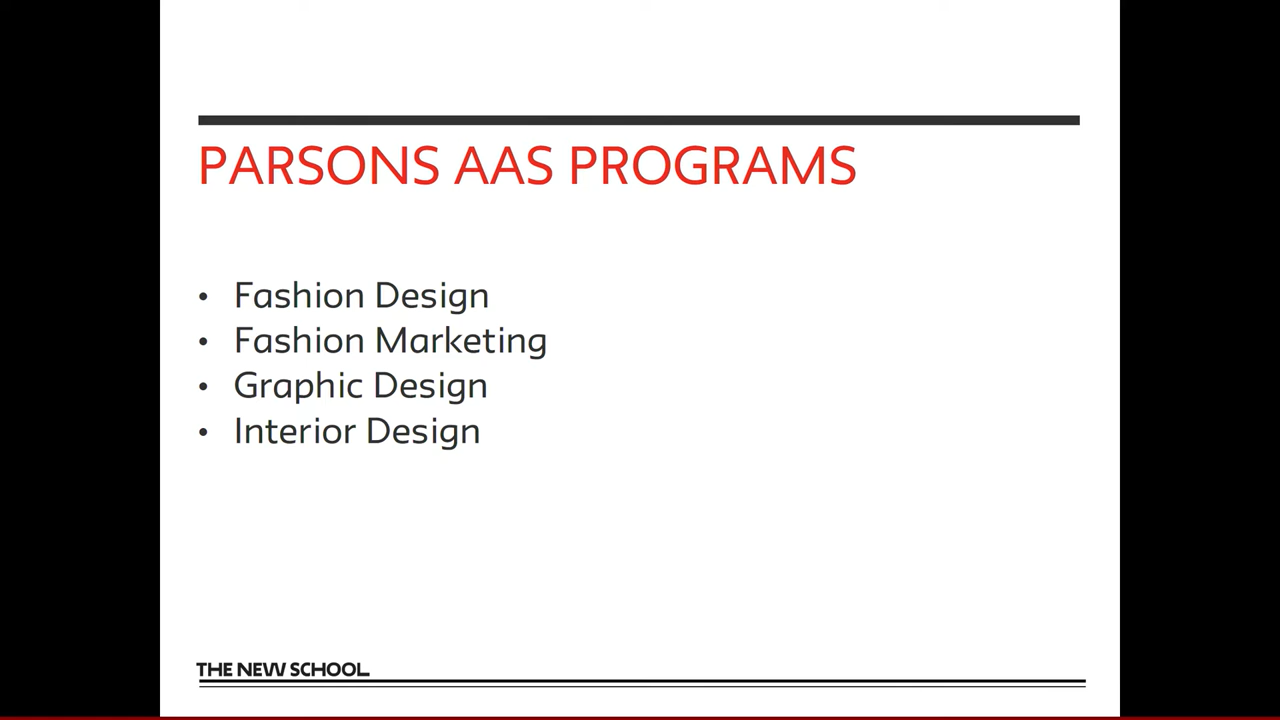 PARSONS AAS PROGRAMS
• Fashion Design
• Fashion Marketing
• Graphic Design
• Interior Design
THE NEW SCHOOL